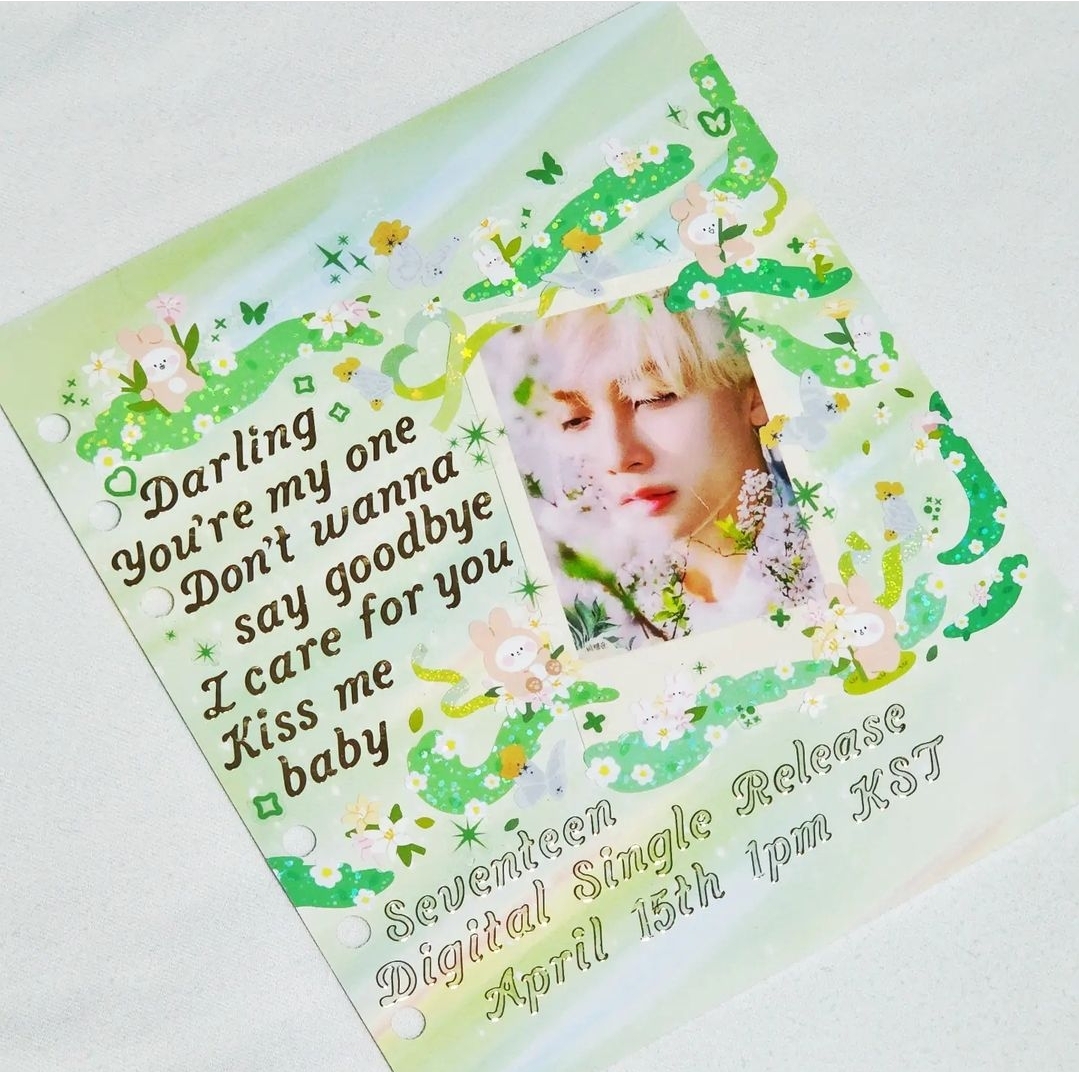 Darling
You're my one
Don't wanna
say goodbye
I care for you
Kiss me
baby
Seventeen
Digital Single Release
April 15th 1pm KST